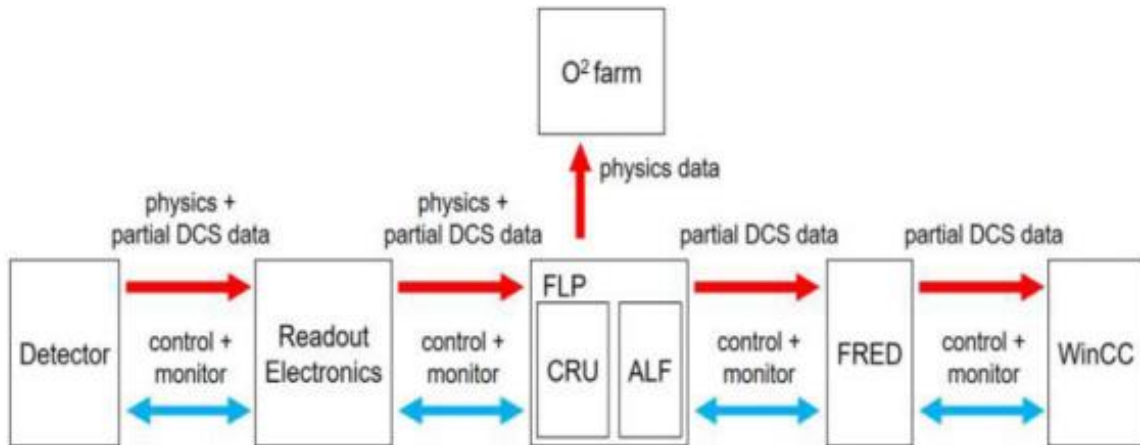 O² farm
physics data
physics +
partial DCS data
physics +
partial DCS data
partial DCS data
partial DCS data
Detector
control +
monitor
Readout
Electronics
control +
monitor
FLP
CRU
ALF
control +
monitor
FRED
control +
monitor
WinCC